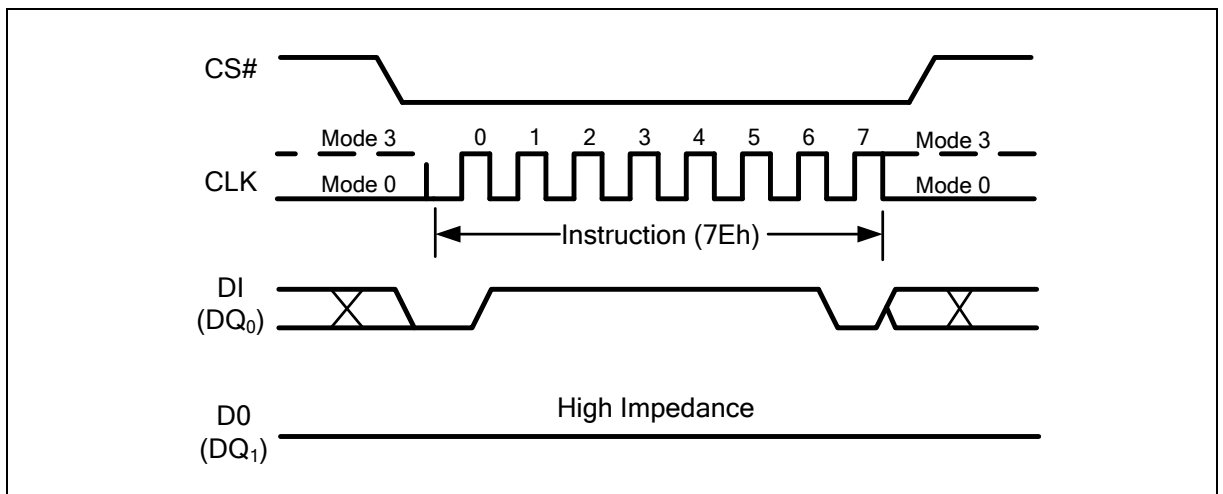 CS#
Mode 3 0 1 2 3 4 5 6 7 Mode 3
CLK Mode 0 Mode 0
Instruction (7Eh)
DI
(DQ₀)
High Impedance
D0
(DQ₁)